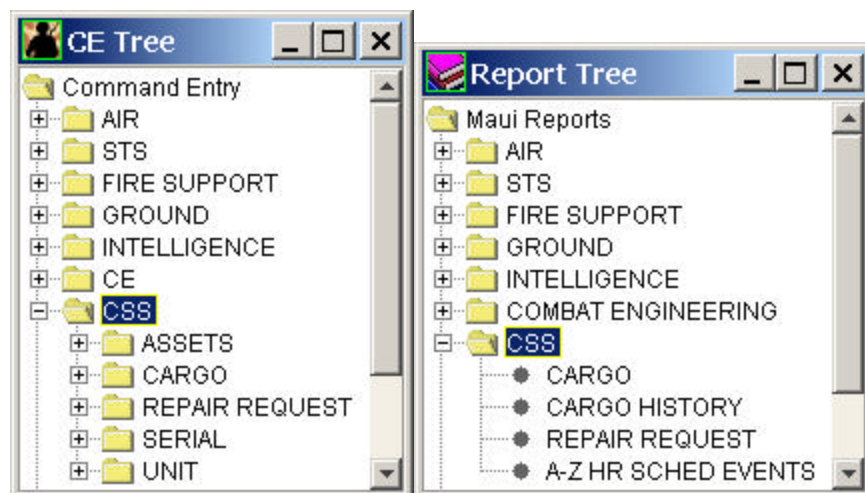 CE Tree
Command Entry
AIR
STS
FIRE SUPPORT
GROUND
INTELLIGENCE
CE
CSS
ASSETS
CARGO
REPAIR REQUEST
SERIAL
UNIT
Report Tree
Maui Reports
AIR
STS
FIRE SUPPORT
GROUND
INTELLIGENCE
COMBAT ENGINEERING
CSS
CARGO
CARGO HISTORY
REPAIR REQUEST
A-Z HR SCHED EVENTS